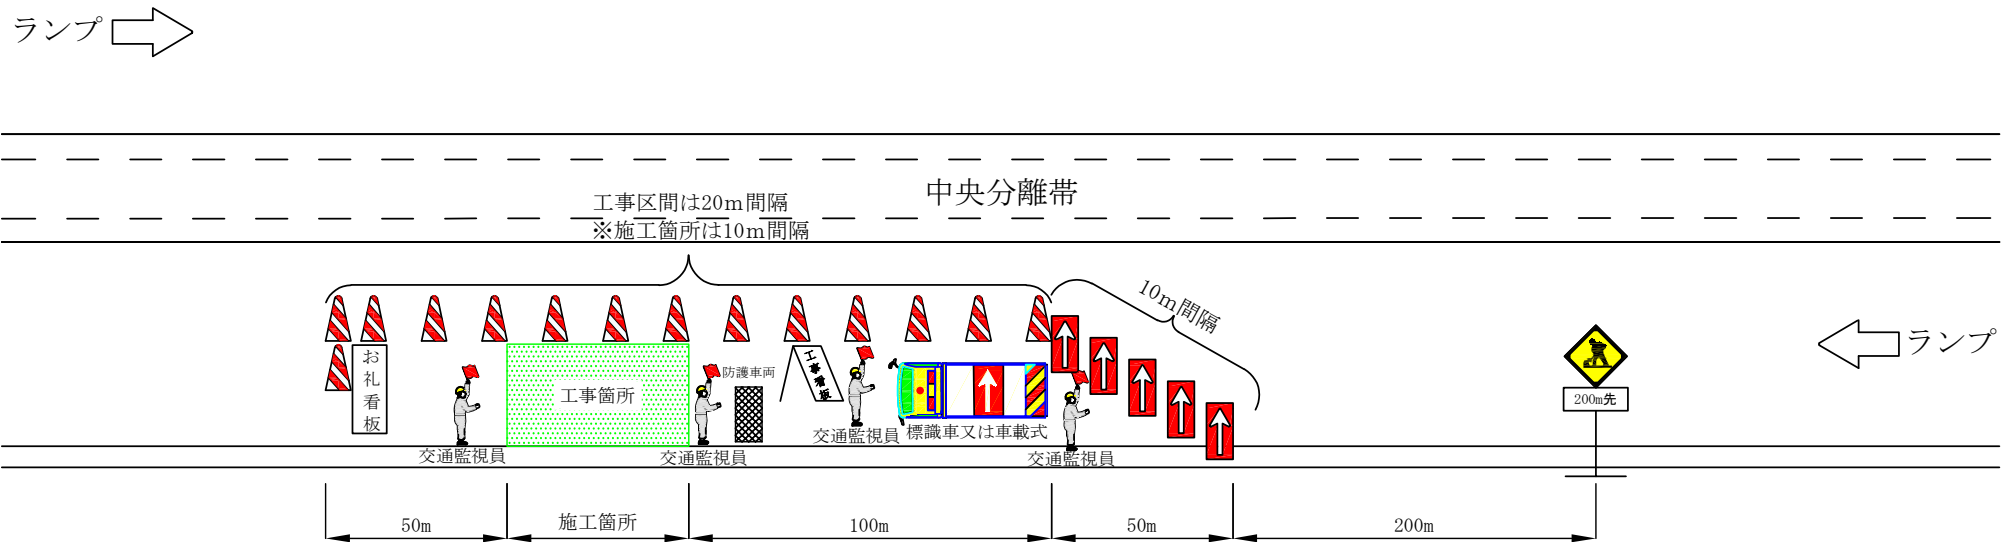 ランプ
中央分離帯
工事区間は20m間隔
※施工箇所は10m間隔
10m間隔
ランプ
お礼看板
工事箇所
防護車両
工事看板
200m先
交通監視員
交通監視員
交通監視員
標識車又は車載式
交通監視員
50m
施工箇所
100m
50m
200m